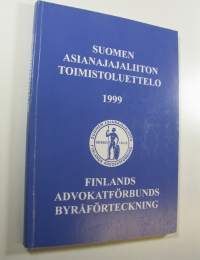 SUOMEN
ASIANAJAJALIITON
TOIMISTOLUETTELO
1999
FINLANDS
ADVOKATFÖRBUNDS
BYRÅFÖRTECKNING